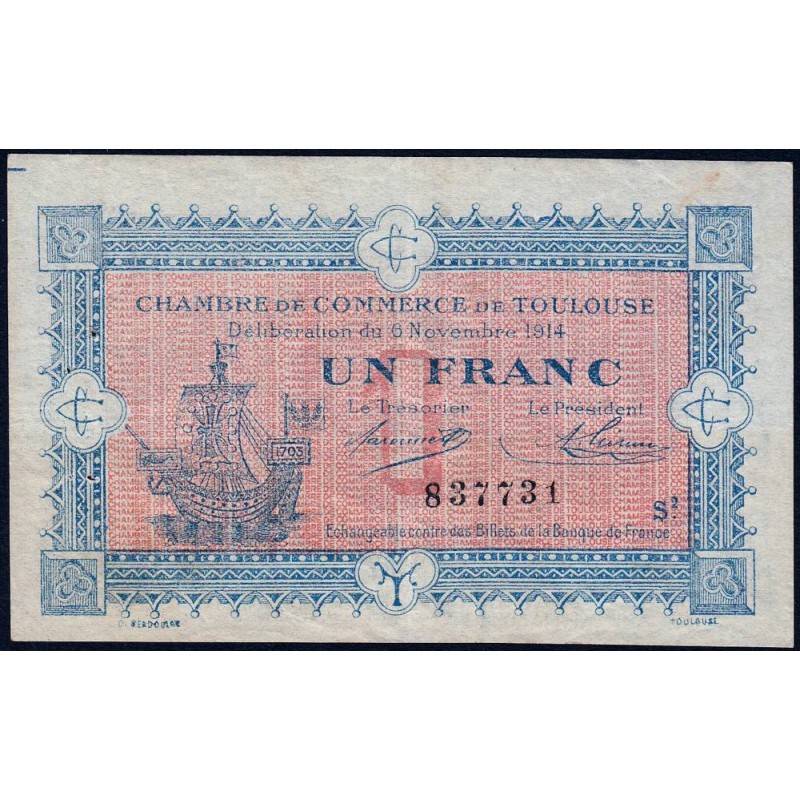 CHAMBRE DE COMMERCE DE TOULOUSE
Délibération du 6 Novembre 1914
UN FRANC
Le Trésorier Le Président
1703
837731
S²
Echangeable contre des Billets de la Banque de France
TOULOUSE